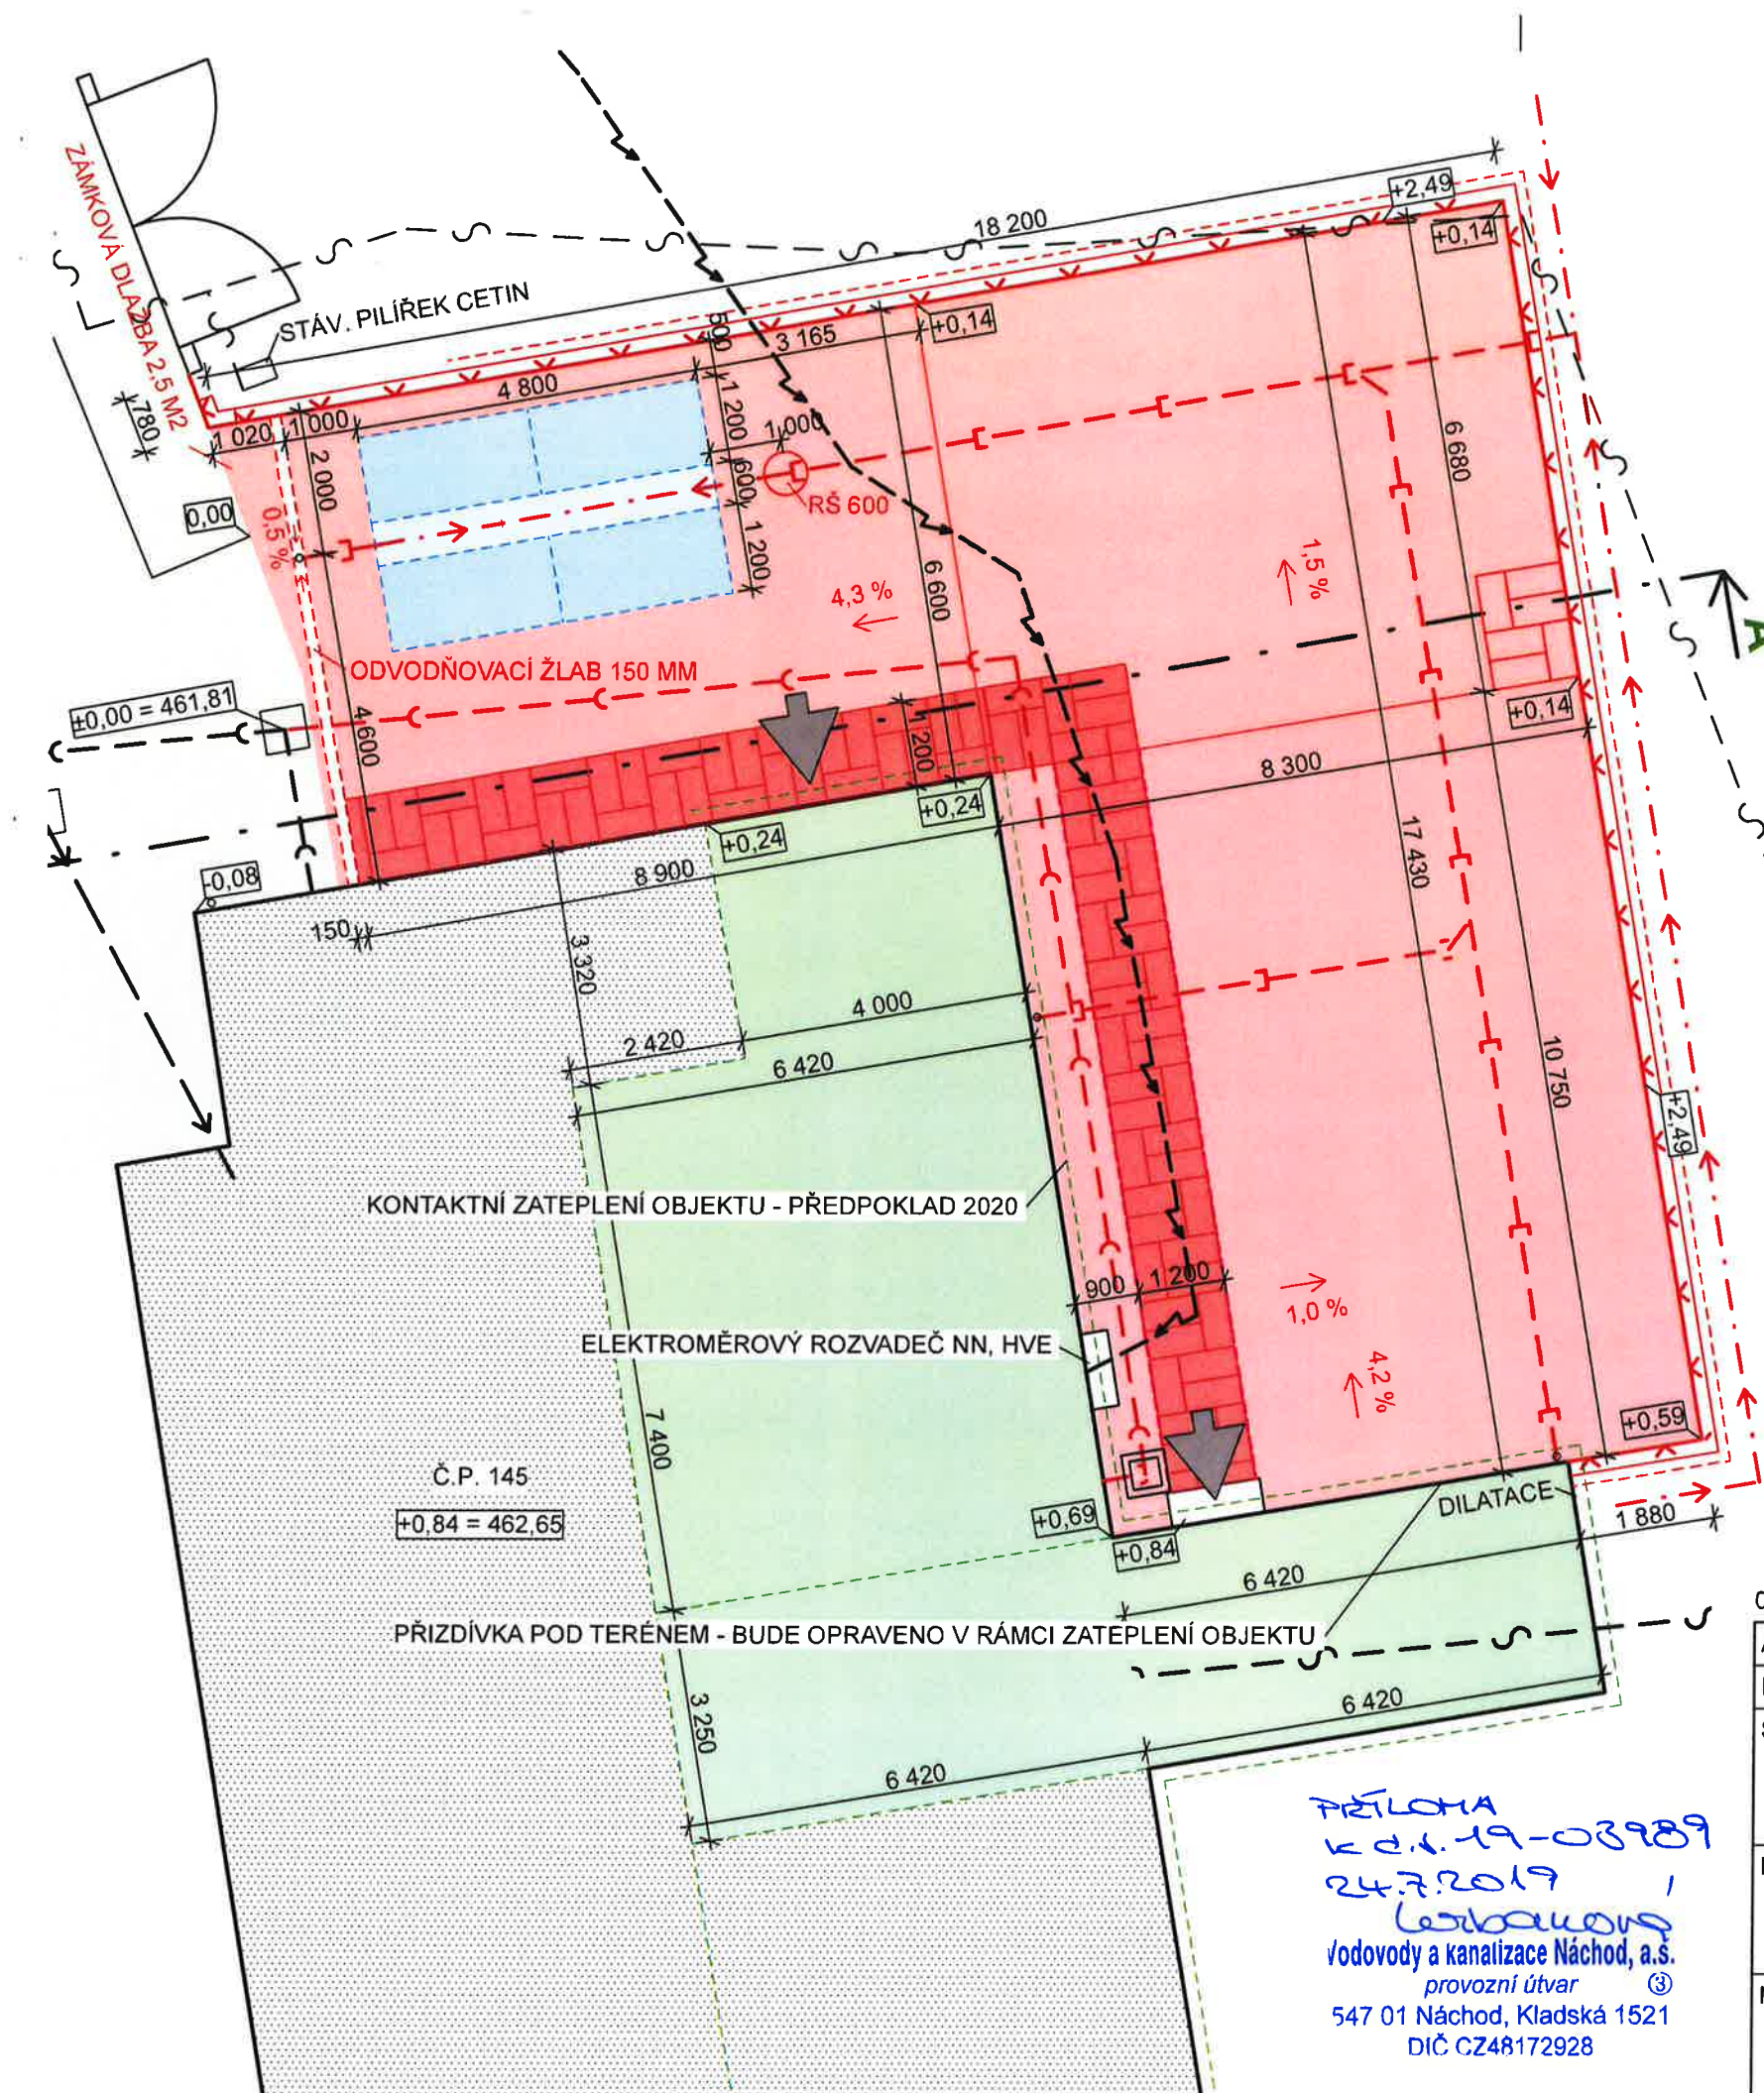 ZÁMKOVÁ DLAŽBA 2,5 M2
STÁV. PILÍŘEK CETIN
18 200
+2,49
+0,14
500
3 165
+0,14
4 800
1 200
1 000
780
1 020
1 000
2 000
600
RŠ 600
1 200
6 680
0,00
0,5 %
6 600
4,3 %
1,5 %
A
ODVODŇOVACÍ ŽLAB 150 MM
±0,00 = 461,81
4 600
1 200
+0,14
8 300
+0,24
+0,24
-0,08
8 900
150
3 320
17 430
4 000
2 420
6 420
10 750
+2,49
KONTAKTNÍ ZATEPLENÍ OBJEKTU - PŘEDPOKLAD 2020
900
1 200
1,0 %
ELEKTROMĚROVÝ ROZVADEČ NN, HVE
4,2 %
7 400
+0,59
Č.P. 145
+0,84 = 462,65
DILATACE
+0,69
+0,84
1 880
6 420
PŘIZDÍVKA POD TERÉNEM - BUDE OPRAVENO V RÁMCI ZATEPLENÍ OBJEKTU
3 250
6 420
6 420
PŘÍLOHA
K č.j. 19-03989
24.7.2019
Vodovody a kanalizace Náchod, a.s.
provozní útvar ③
547 01 Náchod, Kladská 1521
DIČ CZ48172928